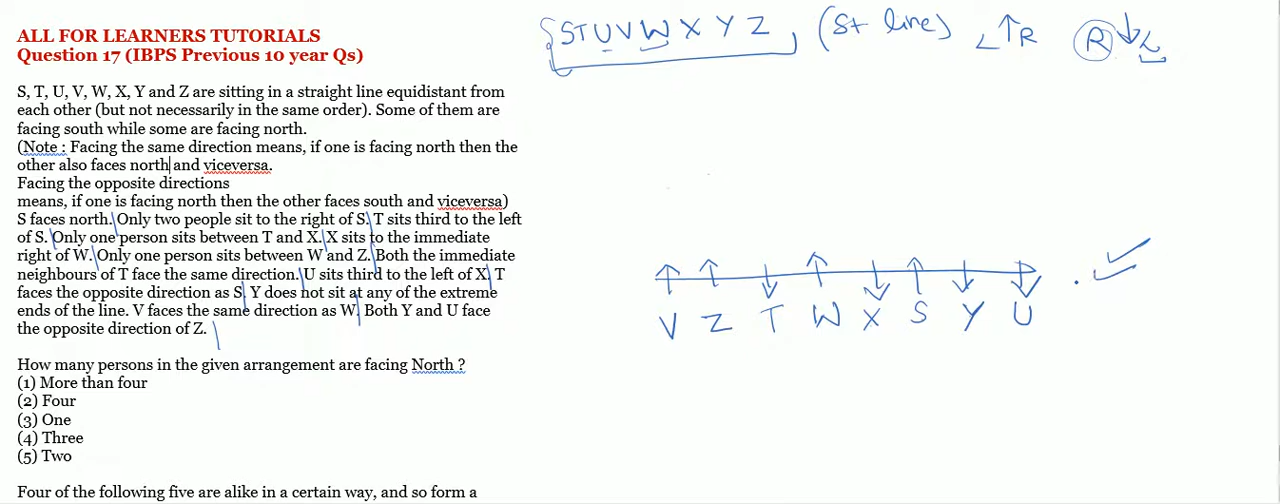 ALL FOR LEARNERS TUTORIALS
Question 17 (IBPS Previous 10 year Qs)
S, T, U, V, W, X, Y and Z are sitting in a straight line equidistant from
each other (but not necessarily in the same order). Some of them are
facing south while some are facing north.
(Note : Facing the same direction means, if one is facing north then the
other also faces north and viceversa.
Facing the opposite directions
means, if one is facing north then the other faces south and viceversa)
S faces north. Only two people sit to the right of S. T sits third to the left
of S. Only one person sits between T and X. X sits to the immediate
right of W. Only one person sits between W and Z. Both the immediate
neighbours of T face the same direction. U sits third to the left of X. T
faces the opposite direction as S. Y does not sit at any of the extreme
ends of the line. V faces the same direction as W. Both Y and U face
the opposite direction of Z.
How many persons in the given arrangement are facing North ?
(1) More than four
(2) Four
(3) One
(4) Three
(5) Two
Four of the following five are alike in a certain way, and so form a
{STUVWXYZ, (St line) L↑R R↓L
V Z T W X S Y U